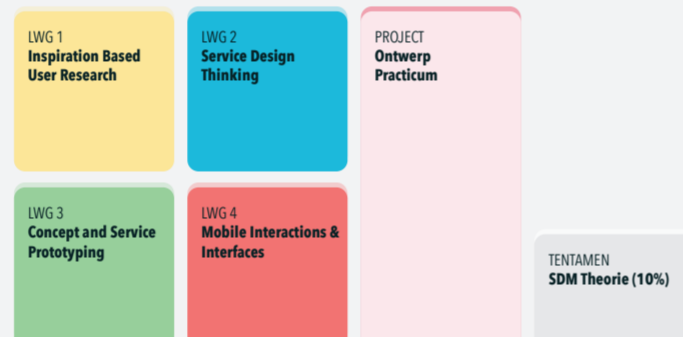 LWG 1
Inspiration Based
User Research
LWG 2
Service Design
Thinking
PROJECT
Ontwerp
Practicum
LWG 3
Concept and Service
Prototyping
LWG 4
Mobile Interactions &
Interfaces
TENTAMEN
SDM Theorie (10%)